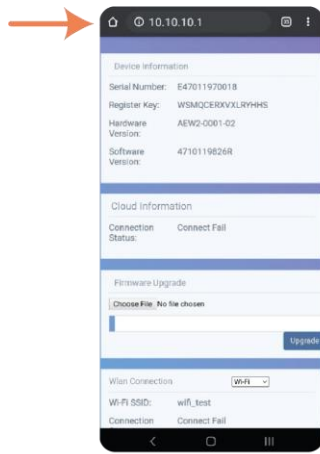 10.10.10.1
Device Information
Serial Number: E47011970018
Register Key: WSMQCERXVXLRYHHS
Hardware Version: AEW2-0001-02
Software Version: 4710119826R
Cloud Information
Connection Status: Connect Fail
Firmware Upgrade
Choose File No file chosen
Upgrade
Wlan Connection Wi-Fi
Wi-Fi SSID: wifi_test
Connection Connect Fail